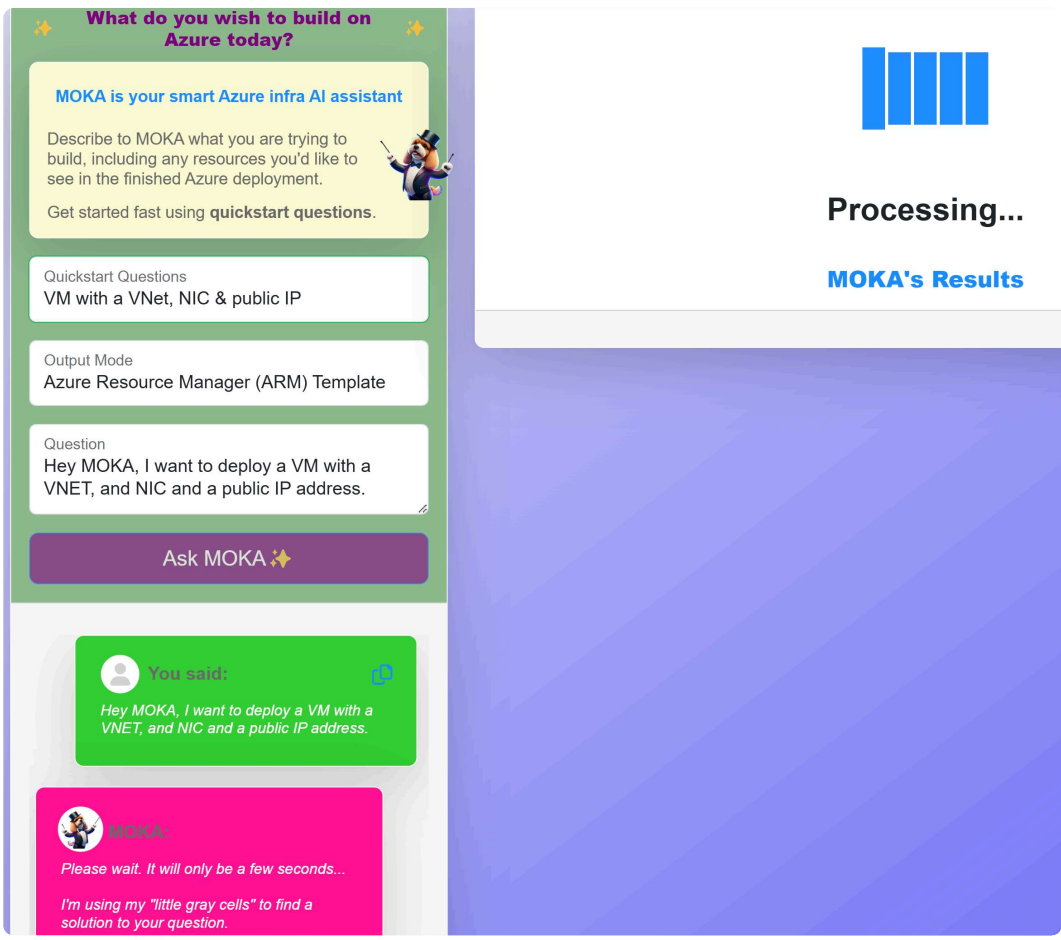 What do you wish to build on
Azure today?
MOKA is your smart Azure infra AI assistant
Describe to MOKA what you are trying to
build, including any resources you'd like to
see in the finished Azure deployment.
Get started fast using quickstart questions.
Quickstart Questions
VM with a VNet, NIC & public IP
Output Mode
Azure Resource Manager (ARM) Template
Question
Hey MOKA, I want to deploy a VM with a
VNET, and NIC and a public IP address.
Ask MOKA✨
You said:
Hey MOKA, I want to deploy a VM with a
VNET, and NIC and a public IP address.
MOKA:
Please wait. It will only be a few seconds...
I'm using my "little gray cells" to find a
solution to your question.
Processing...
MOKA's Results